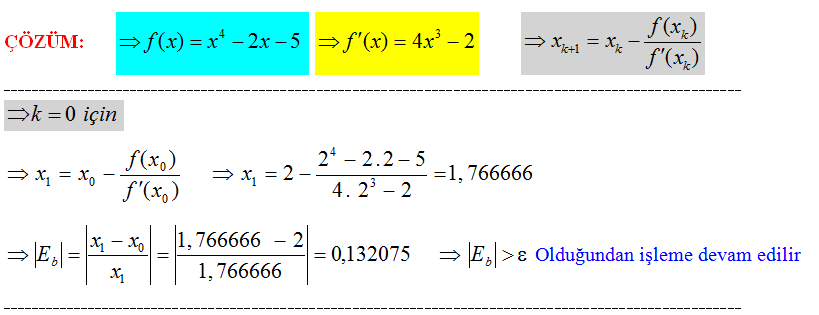 ÇÖZÜM: ⇒ f(x) = x⁴ − 2x − 5 ⇒ f′(x) = 4x³ − 2 ⇒ xₖ₊₁ = xₖ − f(xₖ) / f′(xₖ)
⇒ k = 0 için
⇒ x₁ = x₀ − f(x₀) / f′(x₀) ⇒ x₁ = 2 − (2⁴ − 2.2 − 5) / (4. 2³ − 2) = 1,766666
⇒ |E_b| = |(x₁ − x₀) / x₁| = |(1,766666 − 2) / 1,766666| = 0,132075 ⇒ |E_b| > ε Olduğundan işleme devam edilir